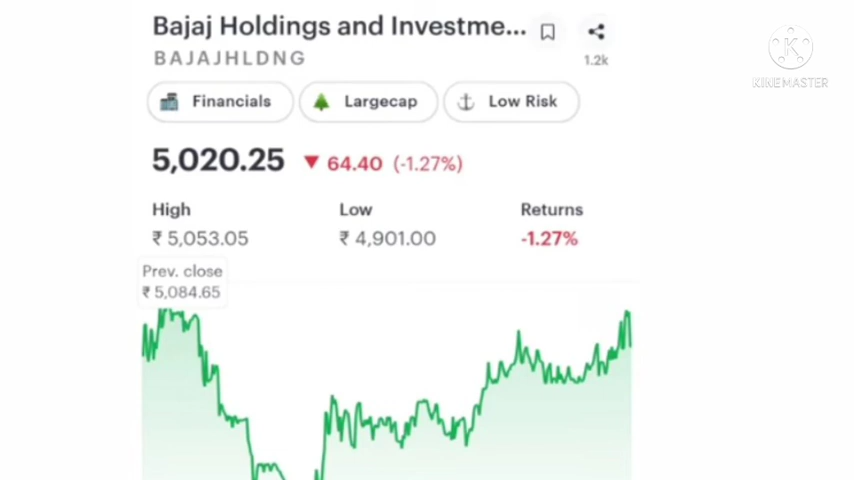 Bajaj Holdings and Investme...
BAJAJHLDNG
1.2k
Financials
Largecap
Low Risk
5,020.25 ▼ 64.40 (-1.27%)
High Low Returns
₹ 5,053.05 ₹ 4,901.00 -1.27%
Prev. close
₹ 5,084.65
K
KINEMASTER